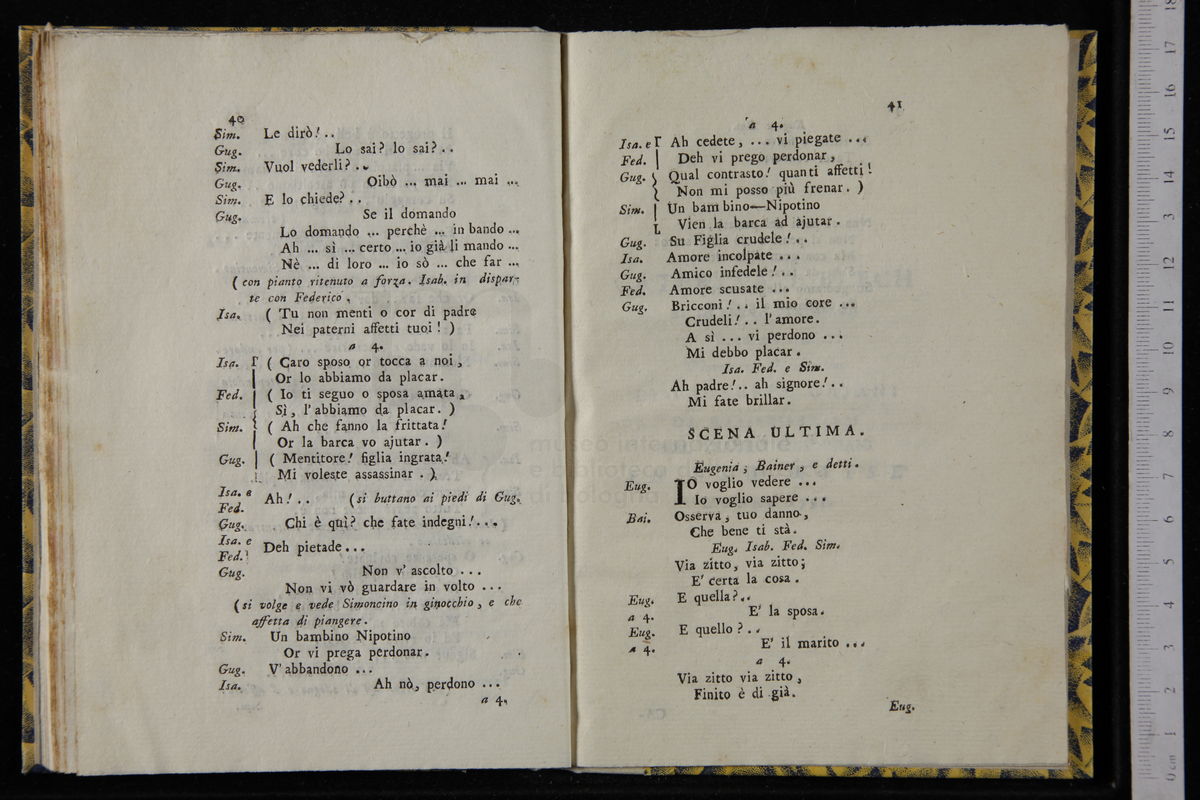 40
Sim. Le dirò! . .
Gug. Lo sai? lo sai? . .
Sim. Vuol vederli? . .
Gug. Oibò ... mai ... mai ...
Sim. E lo chiede? . .
Gug. Se il domando
Lo domando ... perchè ... in bando ...
Ah ... sì ... certo ... io già li mando ...
Nè ... di loro ... io sò ... che far ...
( con pianto ritenuto a forza. Isab. in dispar-
te con Federico .
Isa. ( Tu non menti o cor di padre
Nei paterni affetti tuoi ! )
a 4.
Isa. ( Caro sposo or tocca a noi ,
Or lo abbiamo da placar.
Fed. ( Io ti seguo o sposa amata ,
Sì, l' abbiamo da placar. )
Sim. ( Ah che fanno la frittata !
Or la barca vo ajutar. )
Gug. ( Mentitore ! figlia ingrata !
Mi voleste assassinar . )
Isa. e Fed. Ah ! . . ( si buttano ai piedi di Gug.
Gug. Chi è quì? che fate indegni ! . . .
Isa. e Fed. Deh pietade . . .
Gug. Non v' ascolto . . .
Non vi vò guardare in volto . . .
( si volge e vede Simoncino in ginocchio , e che
affetta di piangere.
Sim. Un bambino Nipotino
Or vi prega perdonar.
Gug. V' abbandono . . .
Isa. Ah nò, perdono . . .
a 4.
41
a 4.
Isa. e Ah cedete , ... vi piegate ...
Fed. Deh vi prego perdonar ,
Gug. ( Qual contrasto ! quanti affetti !
Non mi posso più frenar. )
Sim. Un bambino Nipotino
Vien la barca ad ajutar .
Gug. Su Figlia crudele ! . .
Isa. Amore incolpate . . .
Gug. Amico infedele ! . .
Fed. Amore scusate ...
Gug. Bricconi ! . . il mio core ...
Crudeli ! . . l' amore.
A sì . . . vi perdono . . .
Mi debbo placar .
Isa. Fed. e Sim.
Ah padre ! . . ah signore ! . .
Mi fate brillar.
SCENA ULTIMA.
Eugenia , Bainer , e detti .
Eug. IO voglio vedere ...
Io voglio sapere . . .
Bai. Osserva , tuo danno ,
Che bene ti stà.
Eug. Isab. Fed. Sim.
Via zitto, via zitto ;
E' certa la cosa .
Eug. E quella ? . .
a 4. E' la sposa .
Eug. E quello ? . .
a 4. E' il marito ...
a 4.
Via zitto via zitto ,
Finito è di già.
Eug.